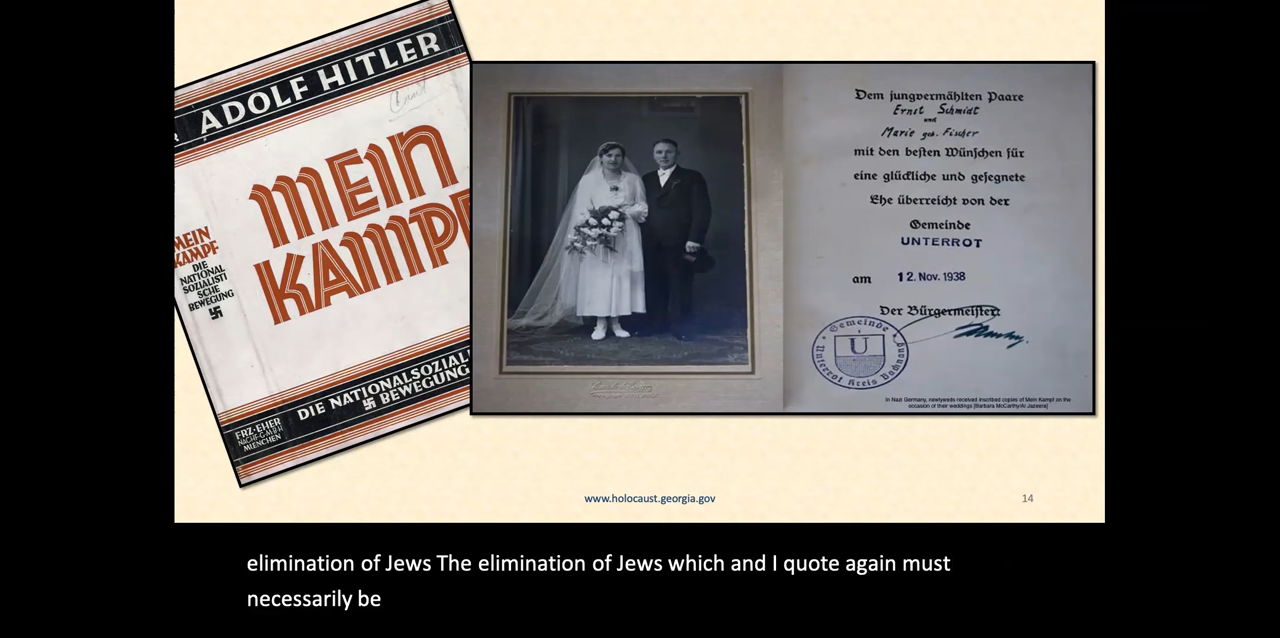 ADOLF HITLER
MEIN
KAMPF
DIE NATIONALSOZIAL
BEWEGUNG
FRZ·EHER
NACHF·G·M·B·H
MUENCHEN
MEIN
KAMPF
DIE
NATIONAL
SOZIALISTI
SCHE
BEWEGUNG
Dem jungvermählten Paare
Ernst Schmidt
und
Marie geb. Fischer
mit den besten Wünschen für
eine glückliche und gesegnete
Ehe überreicht von der
Gemeinde
UNTERROT
am 12. Nov. 1938
Der Bürgermeister:
Gemeinde
U
Unterrot Kreis Backnang
In Nazi Germany, newlyweds received inscribed copies of Mein Kampf on the
occasion of their weddings [Barbara McCarthy/Al Jazeera]
www.holocaust.georgia.gov
14
elimination of Jews The elimination of Jews which and I quote again must
necessarily be